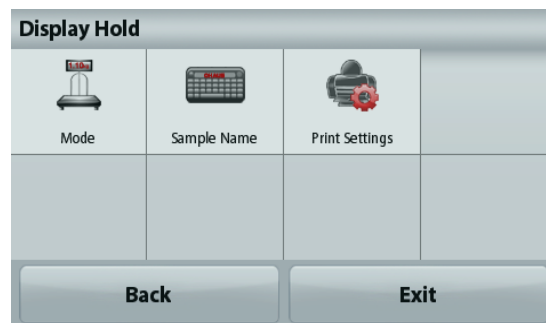 Display Hold
Mode
Sample Name
Print Settings
Back
Exit